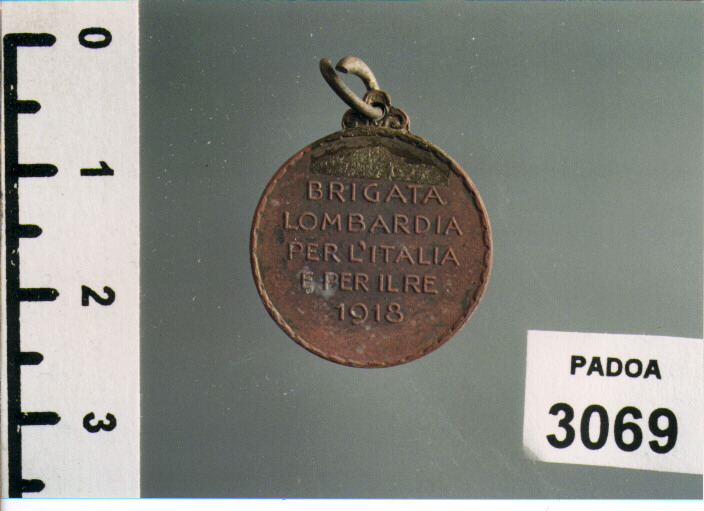 0
1
2
3
BRIGATA
LOMBARDIA
PER L'ITALIA
E PER IL RE
1918
PADOA
3069